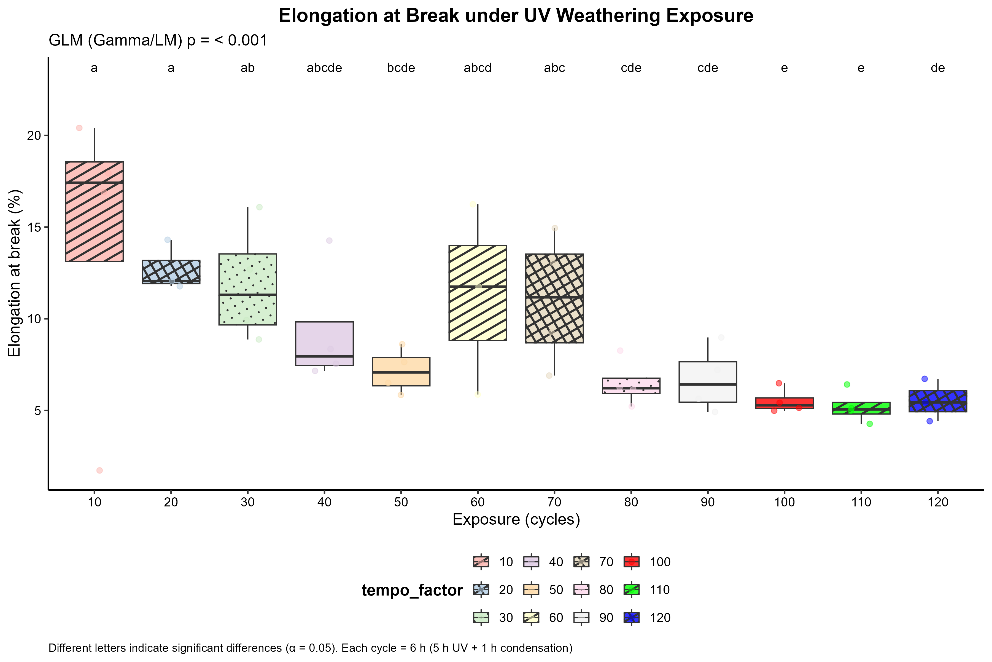 Elongation at Break under UV Weathering Exposure
GLM (Gamma/LM) p = < 0.001
a a ab abcde bcde abcd abc cde cde e e de
20
15
10
5
Elongation at break (%)
10 20 30 40 50 60 70 80 90 100 110 120
Exposure (cycles)
tempo_factor
10 40 70 100
20 50 80 110
30 60 90 120
Different letters indicate significant differences (α = 0.05). Each cycle = 6 h (5 h UV + 1 h condensation)